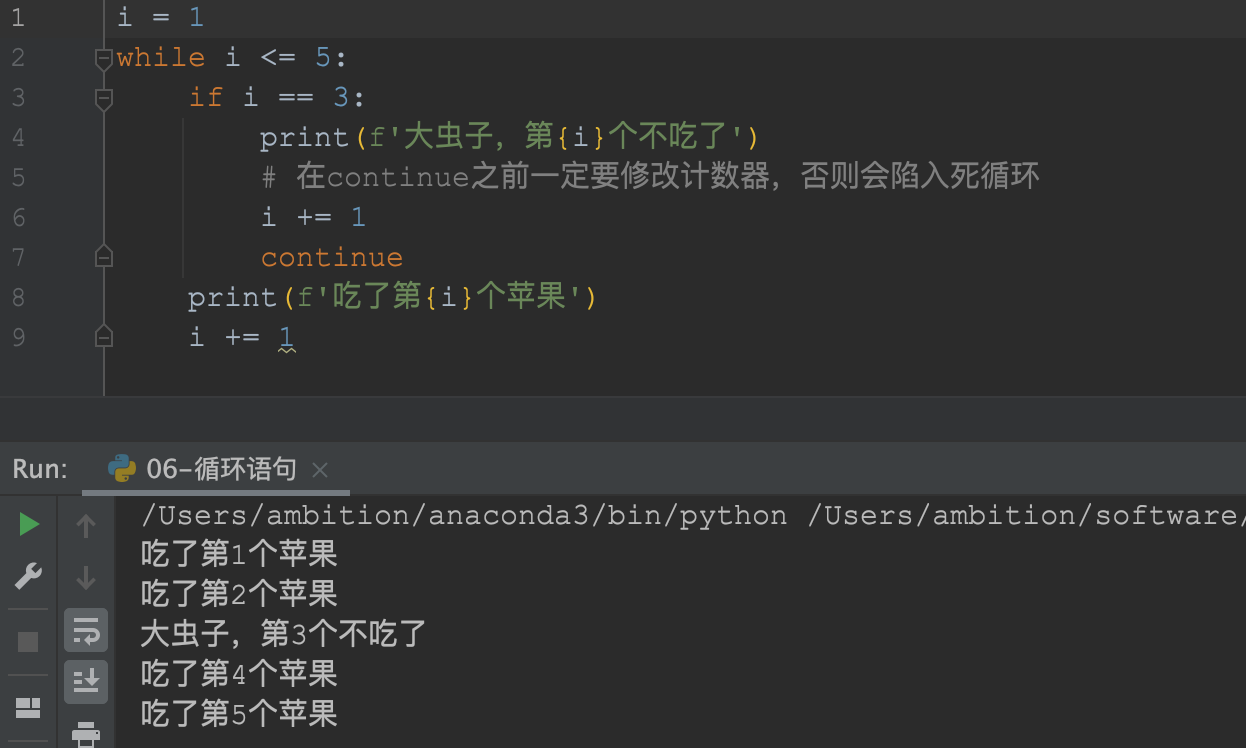 1 i = 1
2 while i <= 5:
3     if i == 3:
4         print(f'大虫子，第{i}个不吃了')
5         # 在continue之前一定要修改计数器，否则会陷入死循环
6         i += 1
7         continue
8     print(f'吃了第{i}个苹果')
9     i += 1
Run: 06-循环语句
/Users/ambition/anaconda3/bin/python /Users/ambition/software/
吃了第1个苹果
吃了第2个苹果
大虫子，第3个不吃了
吃了第4个苹果
吃了第5个苹果